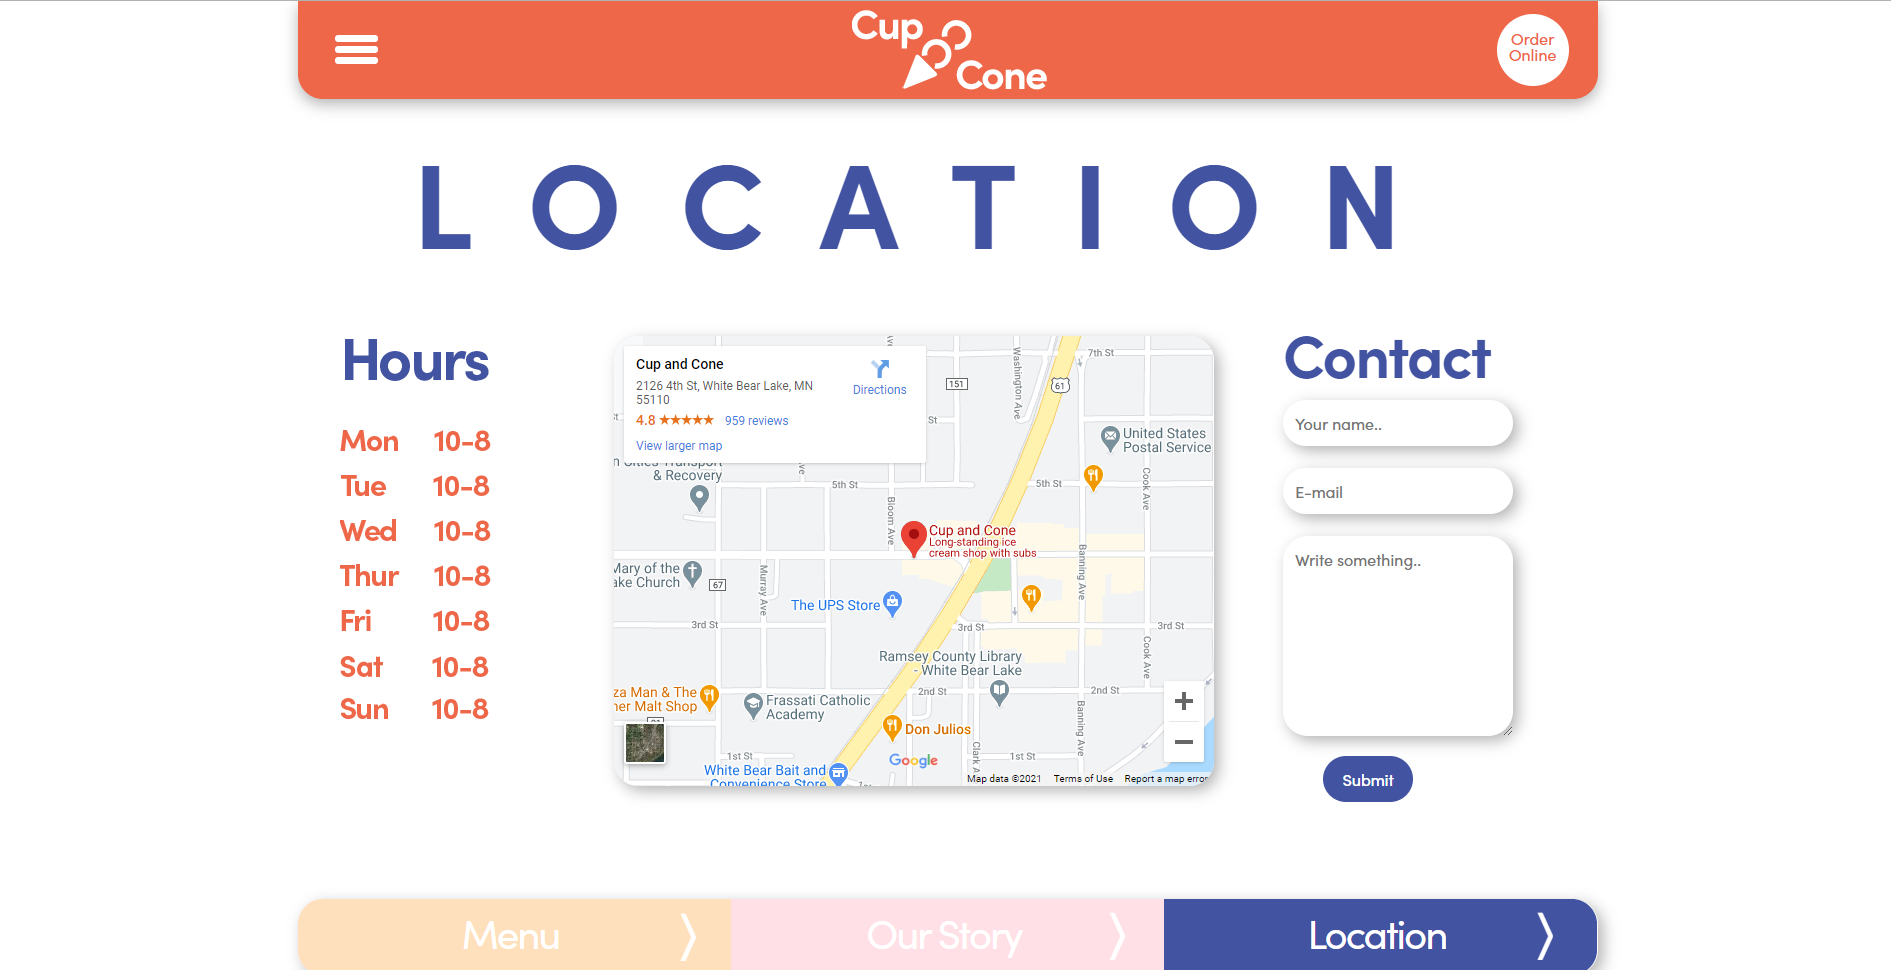 Cup
Cone
Order
Online
LOCATION
Hours
Mon 10-8
Tue 10-8
Wed 10-8
Thur 10-8
Fri 10-8
Sat 10-8
Sun 10-8
Cup and Cone
2126 4th St, White Bear Lake, MN
55110
4.8 ★★★★★ 959 reviews
View larger map
Directions
151
Washington Ave
61
7th St
United States
Postal Service
& Recovery
5th St
5th St
Bloom Ave
Cook Ave
Cup and Cone
Long-standing ice
cream shop with subs
Mary of the
ake Church
67
Murray Ave
Banning Ave
The UPS Store
3rd St
3rd St
3rd St
Ramsey County Library
- White Bear Lake
Cook Ave
za Man & The
ner Malt Shop
Frassati Catholic
Academy
2nd St
2nd St
Banning Ave
Don Julios
Clark A
1st St
1st St
White Bear Bait and
Convenience Store
Google
Map data ©2021
Terms of Use
Report a map error
Contact
Your name..
E-mail
Write something..
Submit
Menu
Our Story
Location